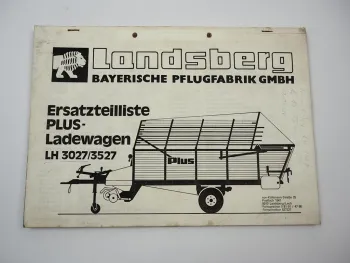 Landsberg
BAYERISCHE PFLUGFABRIK GMBH
Ersatzteilliste
PLUS-
Ladewagen
LH 3027/3527
Plus